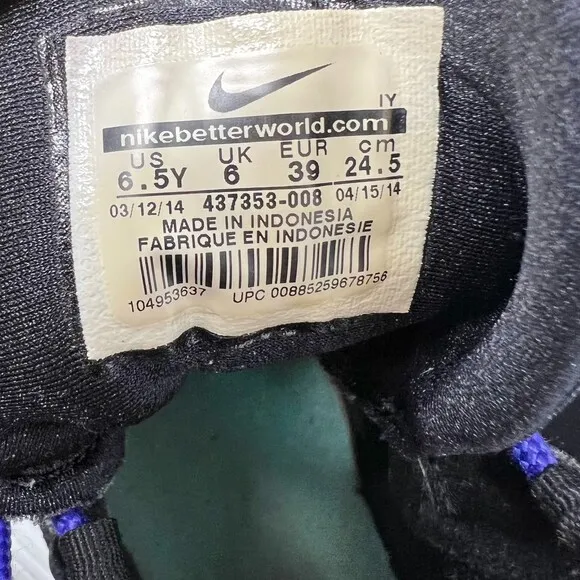 IY
nikebetterworld.com
US UK EUR cm
6.5Y 6 39 24.5
03/12/14 437353-008 04/15/14
MADE IN INDONESIA
FABRIQUE EN INDONESIE
104953637 UPC 00885259678756